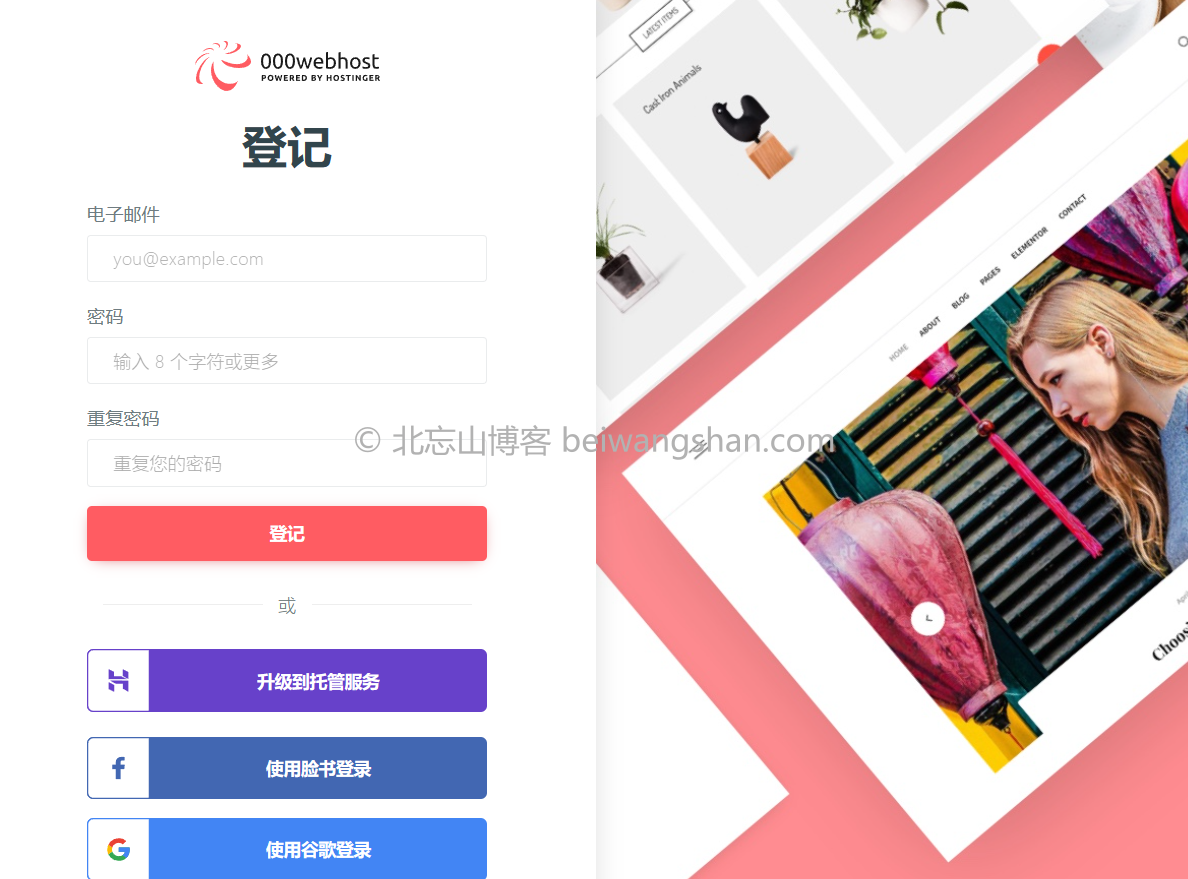 000webhost
POWERED BY HOSTINGER
登记
电子邮件
you@example.com
密码
输入 8 个字符或更多
重复密码
重复您的密码
登记
或
升级到托管服务
使用脸书登录
使用谷歌登录
© 北忘山博客 beiwangshan.com
LATEST ITEMS
Cast Iron Animals
HOME ABOUT BLOG PAGES ELEMENTOR CONTACT